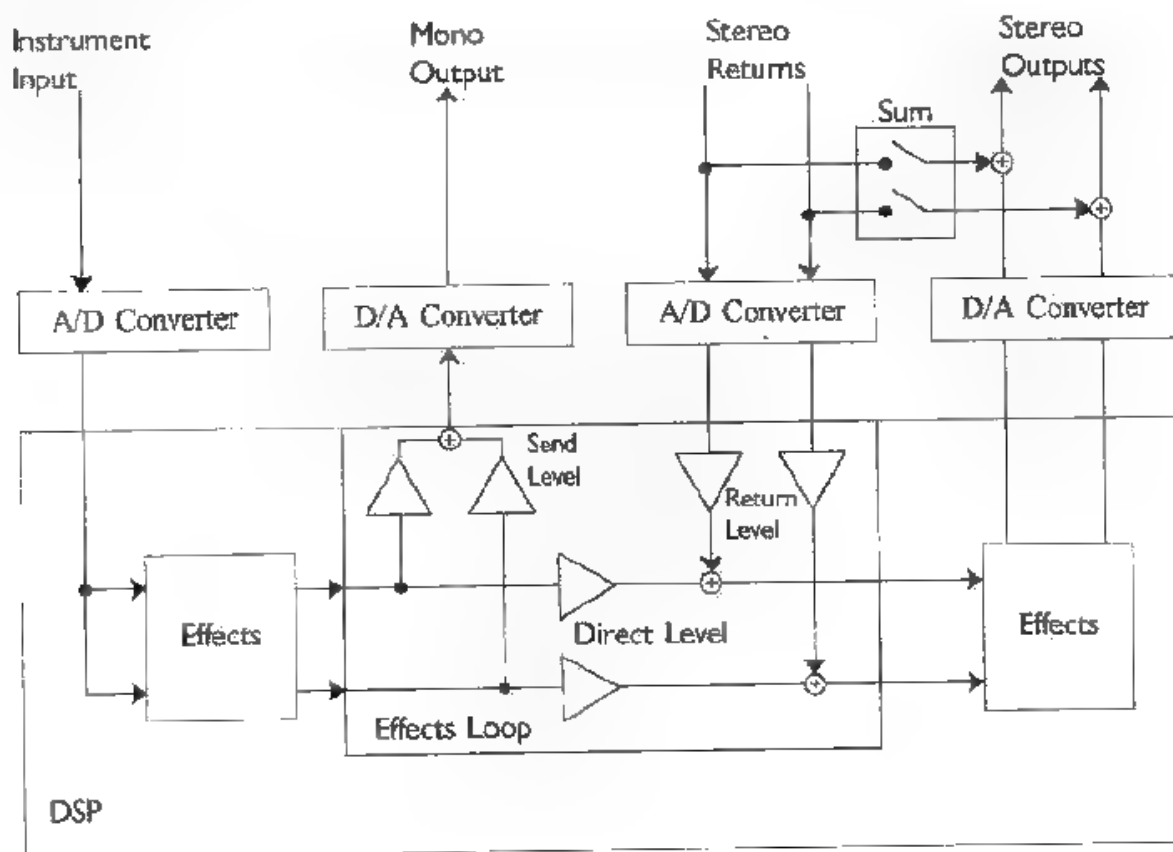 Instrument
Input
Mono
Output
Stereo
Returns
Stereo
Outputs
Sum
A/D Converter
D/A Converter
A/D Converter
D/A Converter
Send
Level
Return
Level
Effects
Direct Level
Effects
Effects Loop
DSP